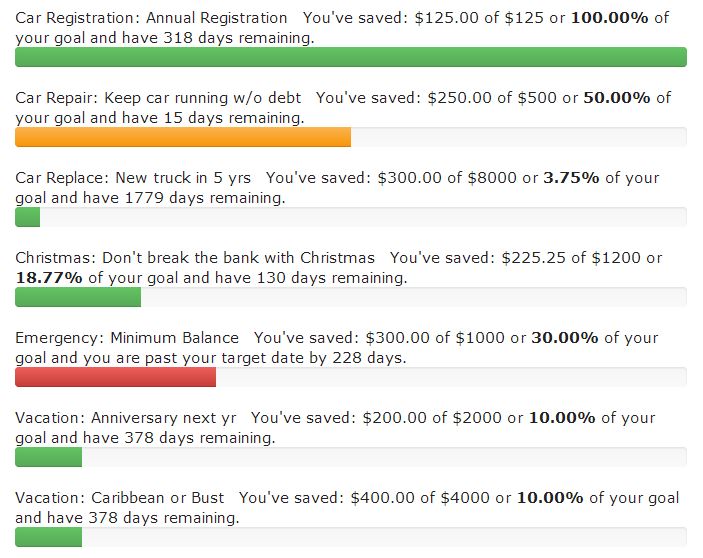 Car Registration: Annual Registration You've saved: $125.00 of $125 or 100.00% of
your goal and have 318 days remaining.
Car Repair: Keep car running w/o debt You've saved: $250.00 of $500 or 50.00% of
your goal and have 15 days remaining.
Car Replace: New truck in 5 yrs You've saved: $300.00 of $8000 or 3.75% of your
goal and have 1779 days remaining.
Christmas: Don't break the bank with Christmas You've saved: $225.25 of $1200 or
18.77% of your goal and have 130 days remaining.
Emergency: Minimum Balance You've saved: $300.00 of $1000 or 30.00% of your
goal and you are past your target date by 228 days.
Vacation: Anniversary next yr You've saved: $200.00 of $2000 or 10.00% of your
goal and have 378 days remaining.
Vacation: Caribbean or Bust You've saved: $400.00 of $4000 or 10.00% of your goal
and have 378 days remaining.